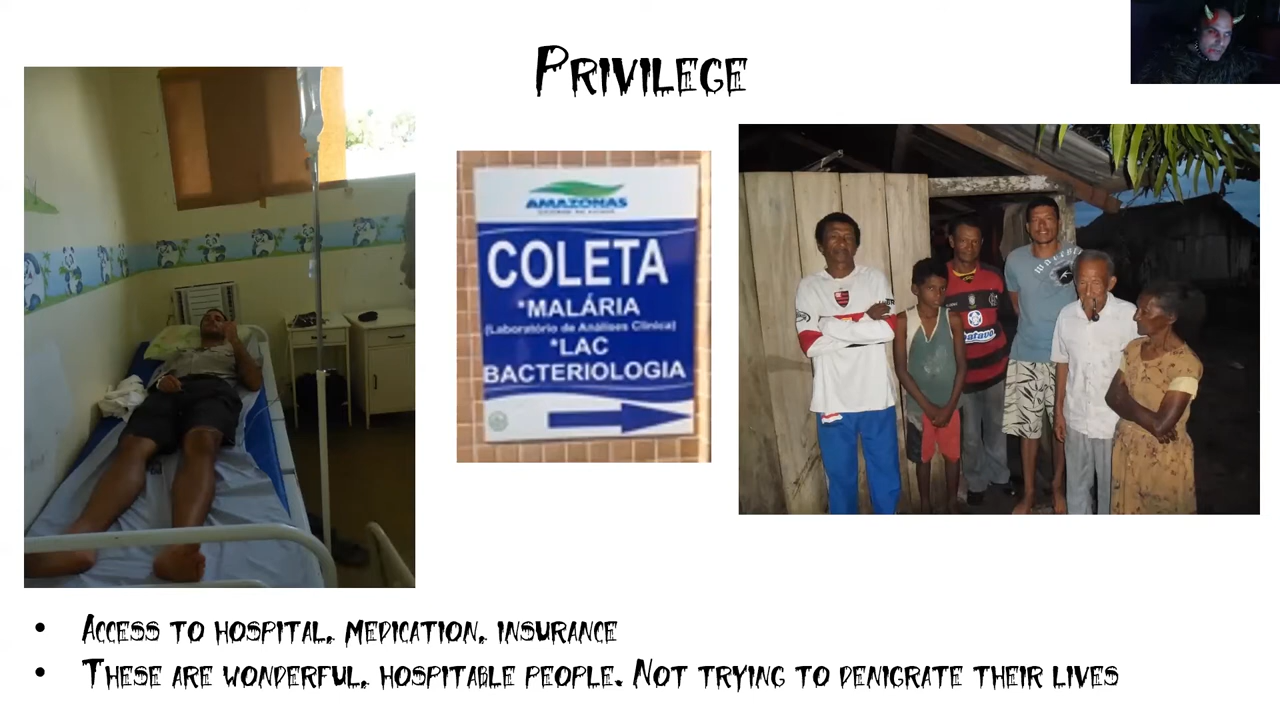 Privilege
AMAZONAS
COLETA
*MALÁRIA
(Laboratório de Análises Clínica)
*LAC
BACTERIOLOGIA
• Access to hospital, medication, insurance
• These are wonderful, hospitable people. Not trying to denigrate their lives